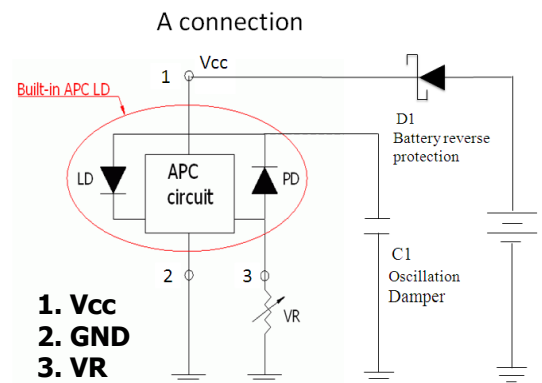 A connection
1
Vcc
Built-in APC LD
D1
Battery reverse
protection
LD
APC
circuit
PD
2
3
C1
Oscillation
Damper
VR
1. Vcc
2. GND
3. VR